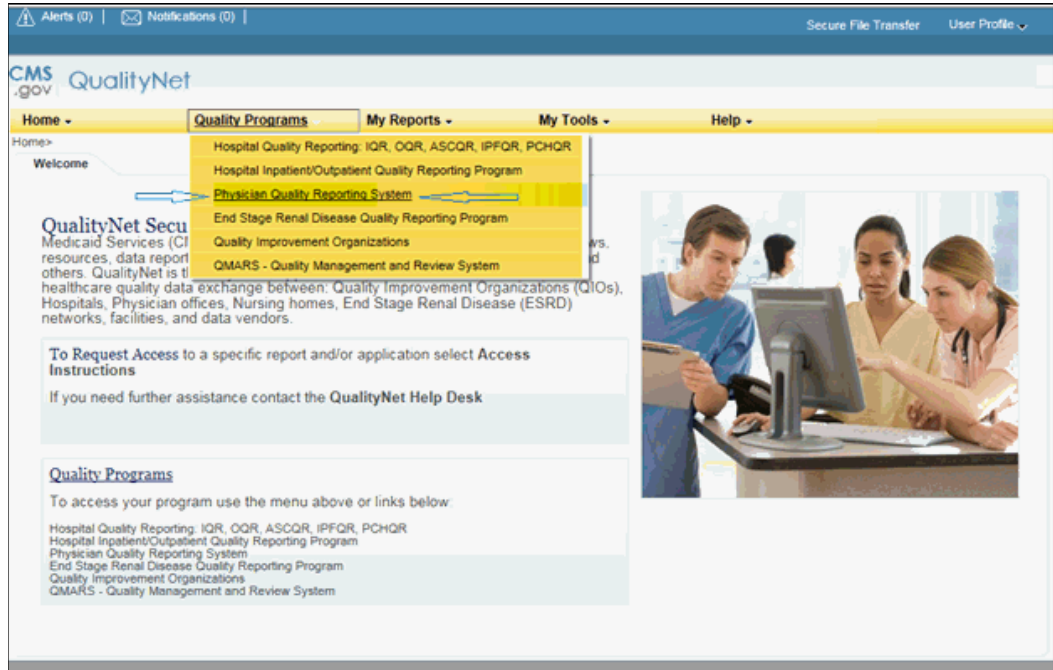 Alerts (0) | Notifications (0) |
Secure File Transfer User Profile
CMS
.gov QualityNet
Home Quality Programs My Reports My Tools Help
Home>
Welcome
Hospital Quality Reporting: IQR, OQR, ASCQR, IPFQR, PCHQR
Hospital Inpatient/Outpatient Quality Reporting Program
Physician Quality Reporting System
End Stage Renal Disease Quality Reporting Program
Quality Improvement Organizations
QMARS - Quality Management and Review System
QualityNet Secu
Medicaid Services (C ws,
resources, data report d
others. QualityNet is t
healthcare quality data exchange between: Quality Improvement Organizations (QIOs),
Hospitals, Physician offices, Nursing homes, End Stage Renal Disease (ESRD)
networks, facilities, and data vendors.
To Request Access to a specific report and/or application select Access
Instructions
If you need further assistance contact the QualityNet Help Desk
Quality Programs
To access your program use the menu above or links below:
Hospital Quality Reporting: IQR, OQR, ASCQR, IPFQR, PCHQR
Hospital Inpatient/Outpatient Quality Reporting Program
Physician Quality Reporting System
End Stage Renal Disease Quality Reporting Program
Quality Improvement Organizations
QMARS - Quality Management and Review System